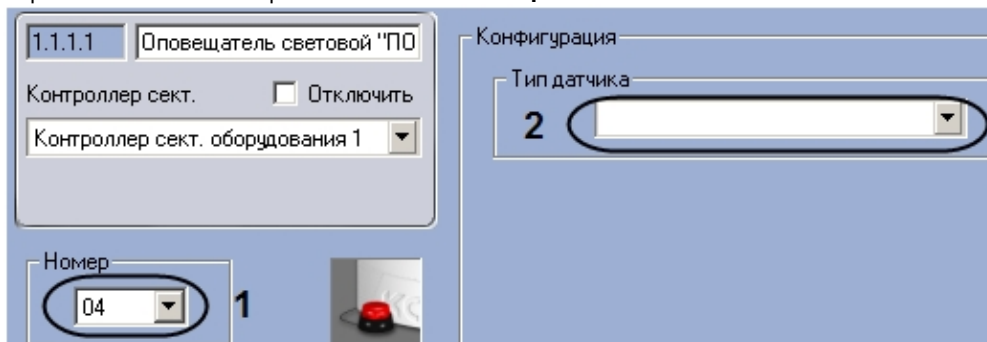 1.1.1.1 Оповещатель световой "ПО
Контроллер сект. Отключить
Контроллер сект. оборудования 1
Номер
04 1
Конфигурация
Тип датчика
2